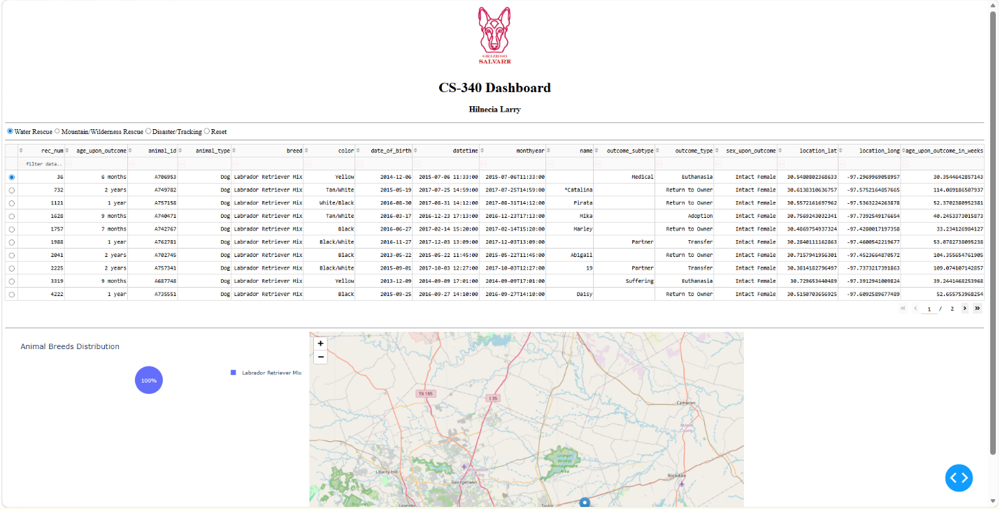 GRAZIOSO
SALVARE
CS-340 Dashboard
Hilnecia Larry
Water Rescue Mountain/Wilderness Rescue Disaster/Tracking Reset
rec_num age_upon_outcome animal_id animal_type breed color date_of_birth datetime monthyear name outcome_subtype outcome_type sex_upon_outcome location_lat location_long age_upon_outcome_in_weeks
filter data..
36 6 months A706953 Dog Labrador Retriever Mix Yellow 2014-12-06 2015-07-06 11:33:00 2015-07-06T11:33:00 Medical Euthanasia Intact Female 30.5480802368633 -97.2969969058957 30.3544642857143
732 2 years A749782 Dog Labrador Retriever Mix Tan/White 2015-05-19 2017-07-25 14:59:00 2017-07-25T14:59:00 *Catalina Return to Owner Intact Female 30.6138310636757 -97.5752164857665 114.089186507937
1121 1 year A757158 Dog Labrador Retriever Mix White/Black 2016-08-30 2017-08-31 14:12:00 2017-08-31T14:12:00 Pirata Return to Owner Intact Female 30.5572161697962 -97.5363224263878 52.3702380952381
1628 9 months A740471 Dog Labrador Retriever Mix Tan/White 2016-03-17 2016-12-23 17:13:00 2016-12-23T17:13:00 Mika Adoption Intact Female 30.7569243032341 -97.7392549176654 40.2453373015873
1757 7 months A742767 Dog Labrador Retriever Mix Black 2016-06-27 2017-02-14 15:20:00 2017-02-14T15:20:00 Marley Return to Owner Intact Female 30.4869754937324 -97.4280017197358 33.234126984127
1988 1 year A762781 Dog Labrador Retriever Mix Black/White 2016-11-27 2017-12-03 13:09:00 2017-12-03T13:09:00 Partner Transfer Intact Female 30.2840111162863 -97.4600542219677 53.0782738095238
2041 2 years A702745 Dog Labrador Retriever Mix Black 2013-05-22 2015-05-22 11:45:00 2015-05-22T11:45:00 Abigail Return to Owner Intact Female 30.7157941956301 -97.4523664870572 104.355654761905
2225 2 years A757341 Dog Labrador Retriever Mix Black/White 2015-09-01 2017-10-03 12:27:00 2017-10-03T12:27:00 19 Partner Transfer Intact Female 30.3814182796497 -97.7373217391863 109.074107142857
3319 9 months A687748 Dog Labrador Retriever Mix Yellow 2013-12-09 2014-09-09 17:01:00 2014-09-09T17:01:00 Suffering Euthanasia Intact Female 30.729653440489 -97.3912941009824 39.2441468253968
4222 1 year A735551 Dog Labrador Retriever Mix Black 2015-09-25 2016-09-27 14:10:00 2016-09-27T14:10:00 Daisy Return to Owner Intact Female 30.5150703656925 -97.6092589677489 52.655753968254
1 / 2
Animal Breeds Distribution
100%
Labrador Retriever Mix
+
−
TX 195
I 35
Cameron
Milam
County
Granger
Wildlife
Management
Area
Liberty Hill
Williamson
County
Georgetown
Rockdale
Leander
Taylor